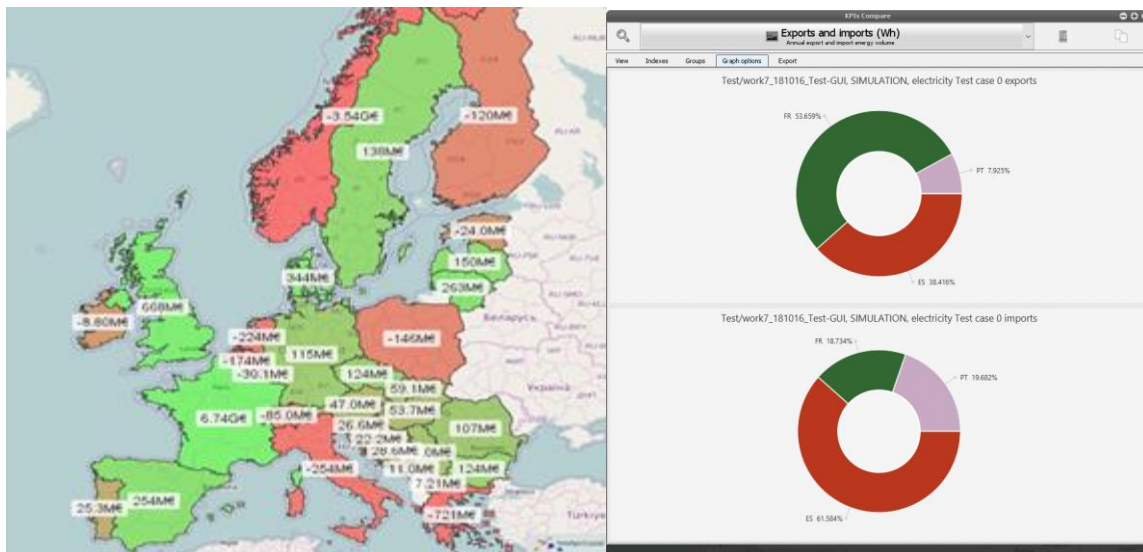 -3.54G€
-120M€
138M€
-24.0M€
150M€
344M€
263M€
668M€
-8.80M€
-224M€
-146M€
-174M€
115M€
-30.1M€
124M€
59.1M€
47.0M€
53.7M€
6.74G€
-85.0M€
26.6M€
107M€
22.2M€
28.6M€
.0M€
-254M€
11.0M€
124M€
7.21M€
254M€
25.3M€
-721M€
Беларусь
Україна
Türkiye
KPIs Compare
Exports and imports (Wh)
Annual export and import energy volume
View Indexes Groups Graph options Export
Test/work7_181016_Test-GUI, SIMULATION, electricity Test case 0 exports
FR 53.659%
PT 7.925%
ES 38.416%
Test/work7_181016_Test-GUI, SIMULATION, electricity Test case 0 imports
FR 18.734%
PT 19.682%
ES 61.584%